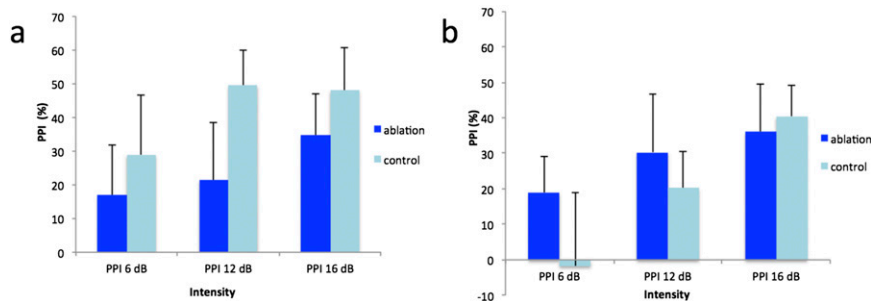 a
70
60
50
40
30
20
10
0
PPI (%)
PPI 6 dB PPI 12 dB PPI 16 dB
Intensity
ablation
control
b
70
60
50
40
30
20
10
0
-10
PPI (%)
PPI 6 dB PPI 12 dB PPI 16 dB
Intensity
ablation
control